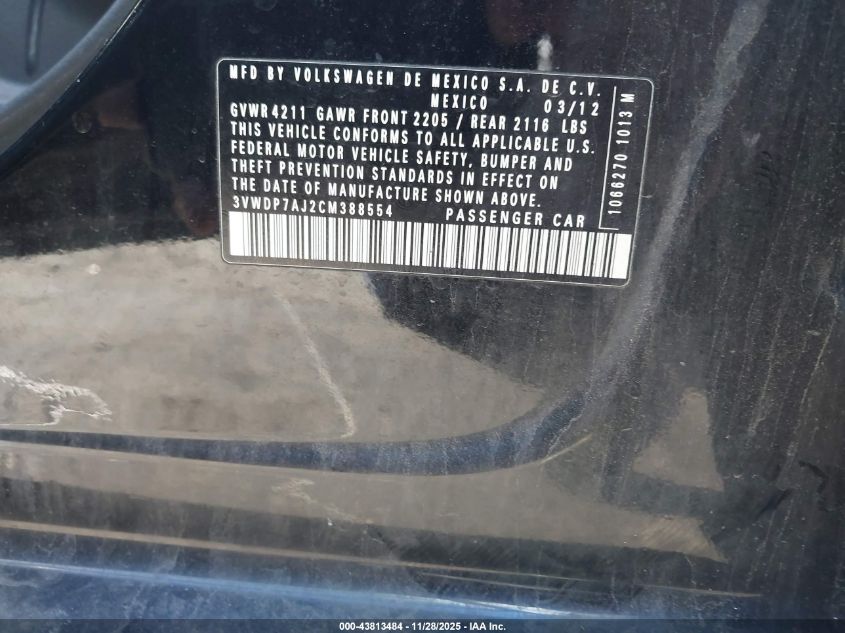 MFD BY VOLKSWAGEN DE MEXICO S.A. DE C.V.
MEXICO 03/12
GVWR 4211 GAWR FRONT 2205 / REAR 2116 LBS
THIS VEHICLE CONFORMS TO ALL APPLICABLE U.S.
FEDERAL MOTOR VEHICLE SAFETY, BUMPER AND
THEFT PREVENTION STANDARDS IN EFFECT ON
THE DATE OF MANUFACTURE SHOWN ABOVE.
3VWDP7AJ2CM388554 PASSENGER CAR
1066270 1013 M
000-43813484 - 11/28/2025 - IAA Inc.